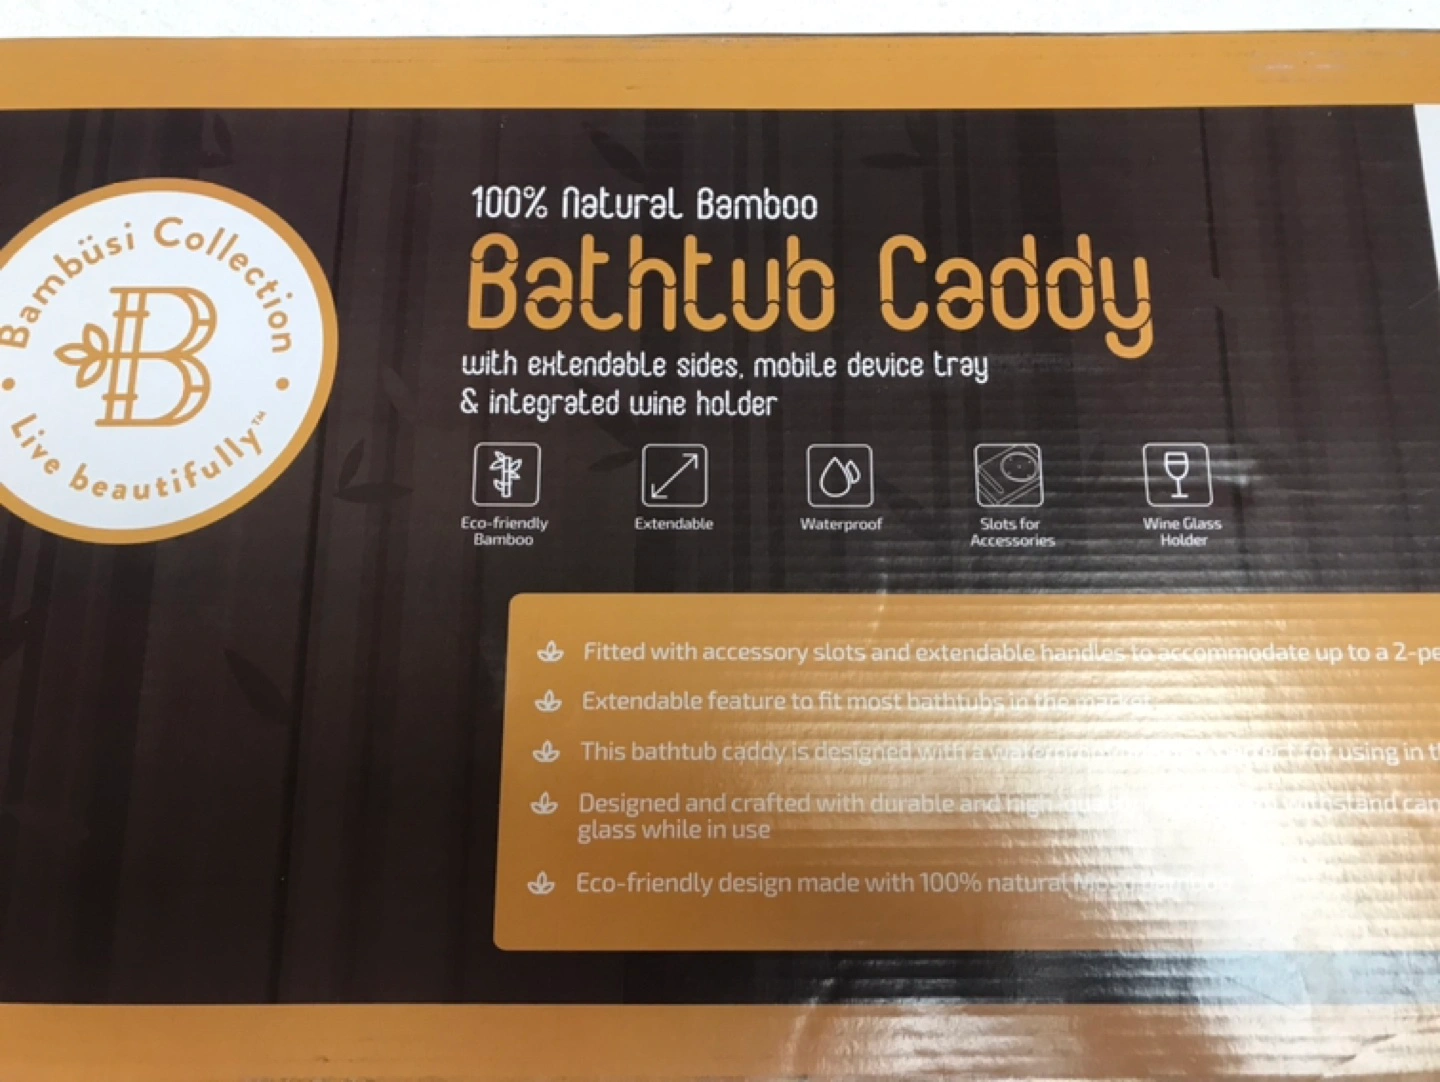 Bambüsi Collection
B
Live beautifully™
100% Natural Bamboo
Bathtub Caddy
with extendable sides, mobile device tray
& integrated wine holder
Eco-friendly
Bamboo
Extendable
Waterproof
Slots for
Accessories
Wine Glass
Holder
Fitted with accessory slots and extendable handles to accommodate up to a 2-pe
Extendable feature to fit most bathtubs in the market
This bathtub caddy is designed with a perfect for using in th
Designed and crafted with durable and high withstand can
glass while in use
Eco-friendly design made with 100% natural Moso bamboo